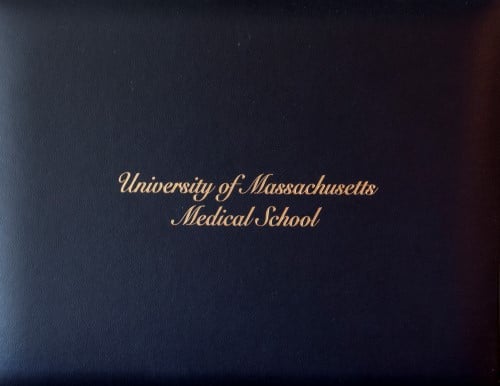 University of Massachusetts
Medical School